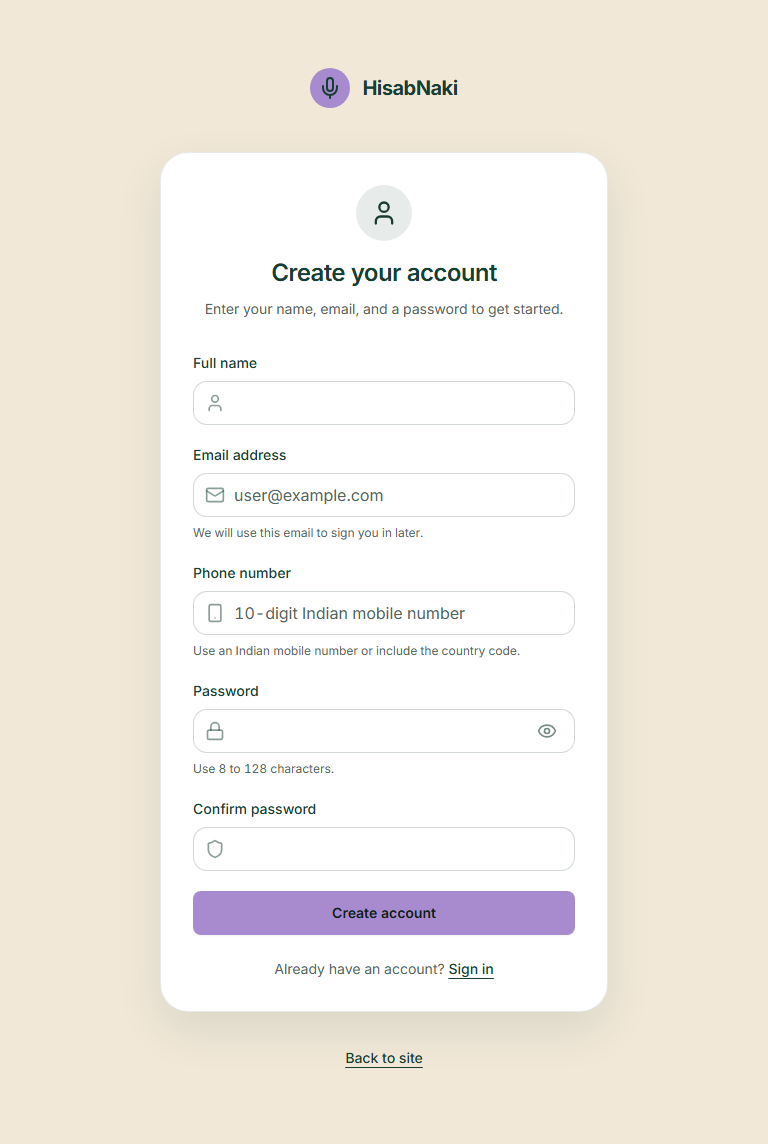 HisabNaki
Create your account
Enter your name, email, and a password to get started.
Full name
Email address
user@example.com
We will use this email to sign you in later.
Phone number
10-digit Indian mobile number
Use an Indian mobile number or include the country code.
Password
Use 8 to 128 characters.
Confirm password
Create account
Already have an account? Sign in
Back to site